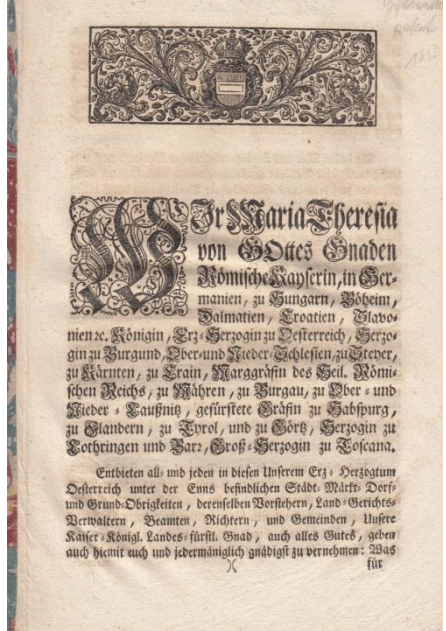 WIr Maria Theresia
von GOttes Gnaden
Römische Kayserin, in Ger-
manien, zu Hungarn, Böheim,
Dalmatien, Croatien, Slavo-
nien ꝛc. Königin, Erz-Herzogin zu Oesterreich, Herzo-
gin zu Burgund, Ober- und Nieder-Schlesien, zu Steyer,
zu Kärnten, zu Crain, Marggräfin des Heil. Römi-
schen Reichs, zu Mähren, zu Burgau, zu Ober- und
Nieder-Laußnitz, gefürstete Gräfin zu Habspurg,
zu Flandern, zu Tyrol, und zu Görtz, Herzogin zu
Lothringen und Barr, Groß-Herzogin zu Toscana.
Entbieten all- und jeden in diesen Unserem Erz-Herzogtum
Oesterreich unter der Enns befindlichen Städt- Märkt- Dorf-
und Grund-Obrigkeiten, derenselben Vorstehern, Land-Gerichts-
Verwaltern, Beamten, Richtern, und Gemeinden, Unsere
Kaiser-Königl. Landes-fürstl. Gnad, auch alles Gutes, geben
auch hiemit euch und jedermäniglich gnädigst zu vernehmen: Was
für